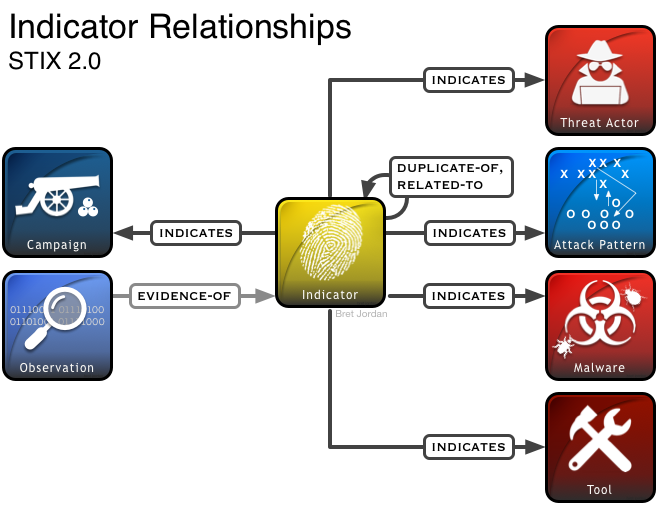 Indicator Relationships
STIX 2.0
INDICATES
Threat Actor
DUPLICATE-OF,
RELATED-TO
X X X
X X X X
X
O
O O O O
O O O
Campaign
INDICATES
INDICATES
Attack Pattern
Indicator
Bret Jordan
EVIDENCE-OF
INDICATES
Observation
Malware
INDICATES
Tool